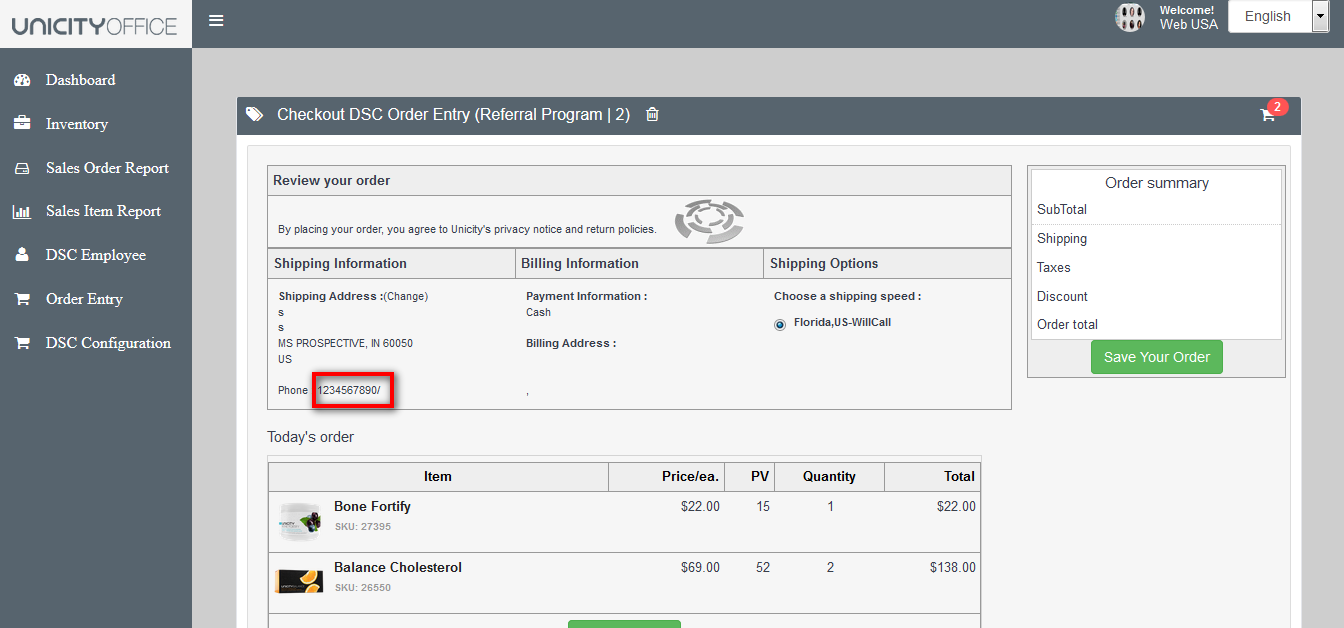 UNICITYOFFICE
Welcome!
Web USA
English
Dashboard
Inventory
Sales Order Report
Sales Item Report
DSC Employee
Order Entry
DSC Configuration
Checkout DSC Order Entry (Referral Program | 2)
2
Review your order
By placing your order, you agree to Unicity's privacy notice and return policies.
Shipping Information
Billing Information
Shipping Options
Shipping Address :(Change)
s
s
MS PROSPECTIVE, IN 60050
US
Phone 1234567890/
Payment Information :
Cash
Billing Address :
,
Choose a shipping speed :
Florida,US-WillCall
Order summary
SubTotal
Shipping
Taxes
Discount
Order total
Save Your Order
Today's order
Item Price/ea. PV Quantity Total
Bone Fortify $22.00 15 1 $22.00
SKU: 27395
Balance Cholesterol $69.00 52 2 $138.00
SKU: 26550